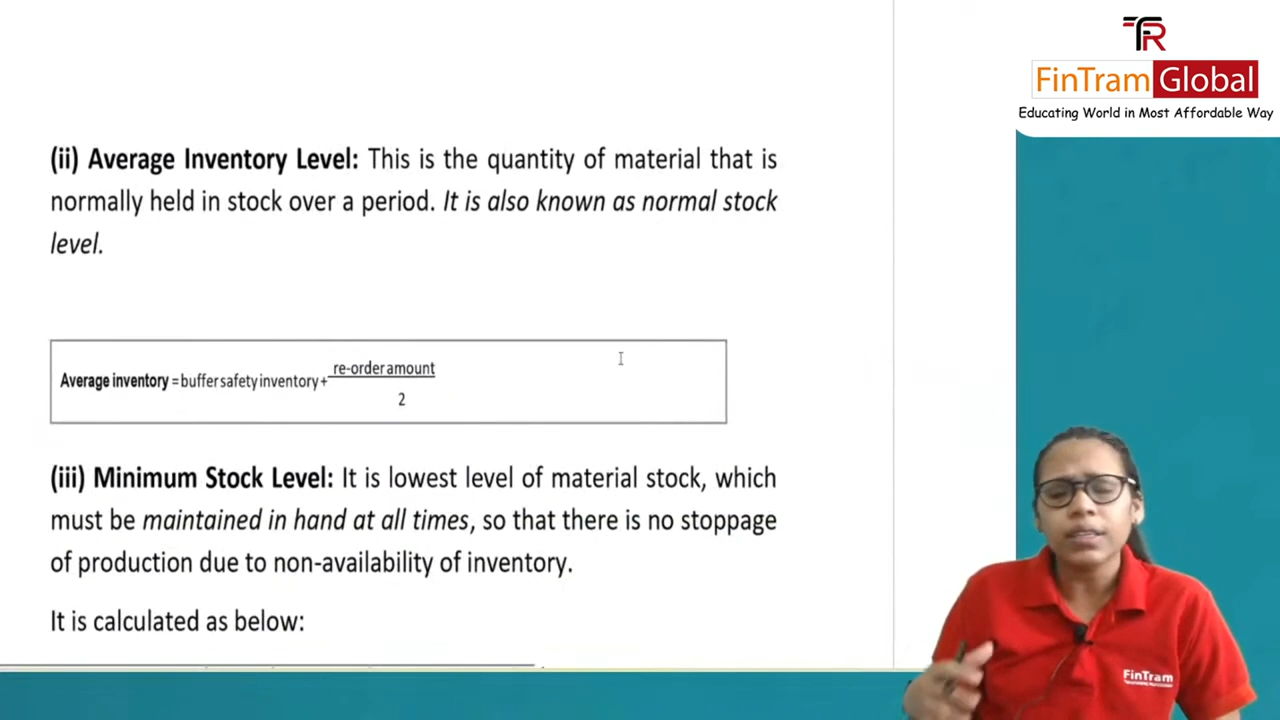 TR
FinTram Global
Educating World in Most Affordable Way
(ii) Average Inventory Level: This is the quantity of material that is
normally held in stock over a period. It is also known as normal stock
level.
Average inventory = buffer safety inventory + re-order amount
2
(iii) Minimum Stock Level: It is lowest level of material stock, which
must be maintained in hand at all times, so that there is no stoppage
of production due to non-availability of inventory.
It is calculated as below:
FinTram